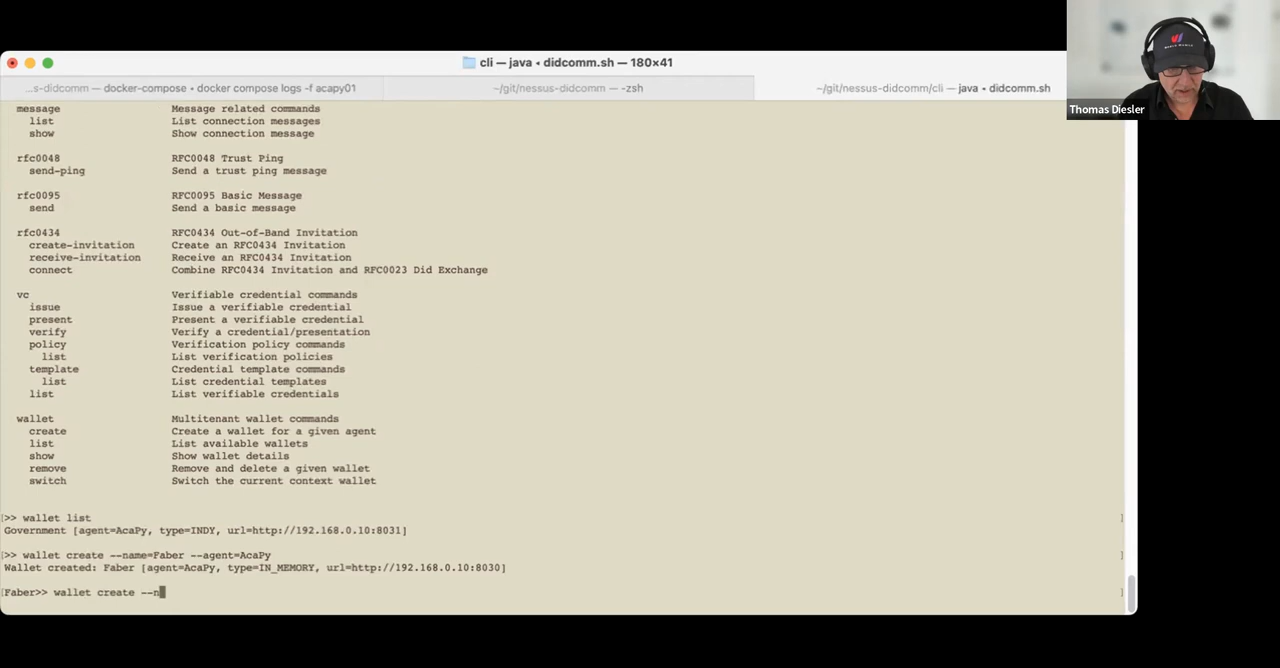 cli — java ◂ didcomm.sh — 180×41
…s-didcomm — docker-compose ◂ docker compose logs -f acapy01
~/git/nessus-didcomm — -zsh
~/git/nessus-didcomm/cli — java ◂ didcomm.sh
Thomas Diesler
message Message related commands
list List connection messages
show Show connection message
rfc0048 RFC0048 Trust Ping
send-ping Send a trust ping message
rfc0095 RFC0095 Basic Message
send Send a basic message
rfc0434 RFC0434 Out-of-Band Invitation
create-invitation Create an RFC0434 Invitation
receive-invitation Receive an RFC0434 Invitation
connect Combine RFC0434 Invitation and RFC0023 Did Exchange
vc Verifiable credential commands
issue Issue a verifiable credential
present Present a verifiable credential
verify Verify a credential/presentation
policy Verification policy commands
list List verification policies
template Credential template commands
list List credential templates
list List verifiable credentials
wallet Multitenant wallet commands
create Create a wallet for a given agent
list List available wallets
show Show wallet details
remove Remove and delete a given wallet
switch Switch the current context wallet
[>> wallet list ]
Government [agent=AcaPy, type=INDY, url=http://192.168.0.10:8031]
[>> wallet create --name=Faber --agent=AcaPy ]
Wallet created: Faber [agent=AcaPy, type=IN_MEMORY, url=http://192.168.0.10:8030]
[Faber>> wallet create --n ]